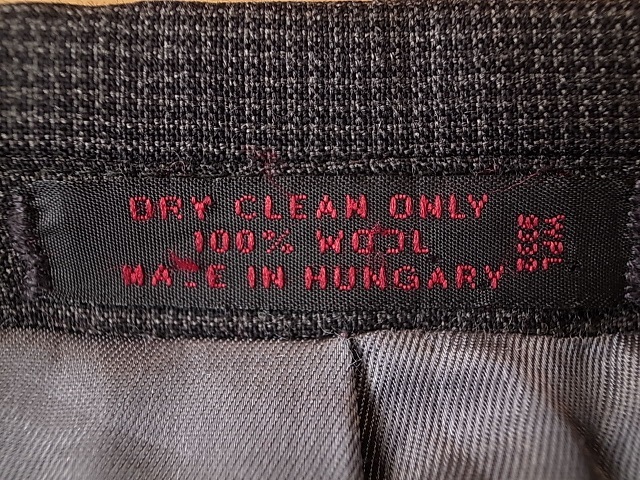 DRY CLEAN ONLY
100% WOOL
MADE IN HUNGARY